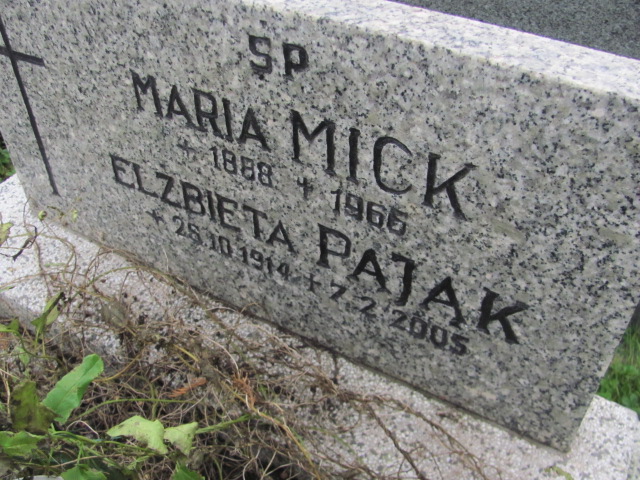 ŚP
MARIA MICK
* 1888 + 1966
ELZBIETA PAJAK
* 25.10.1914 + 7.2.2005